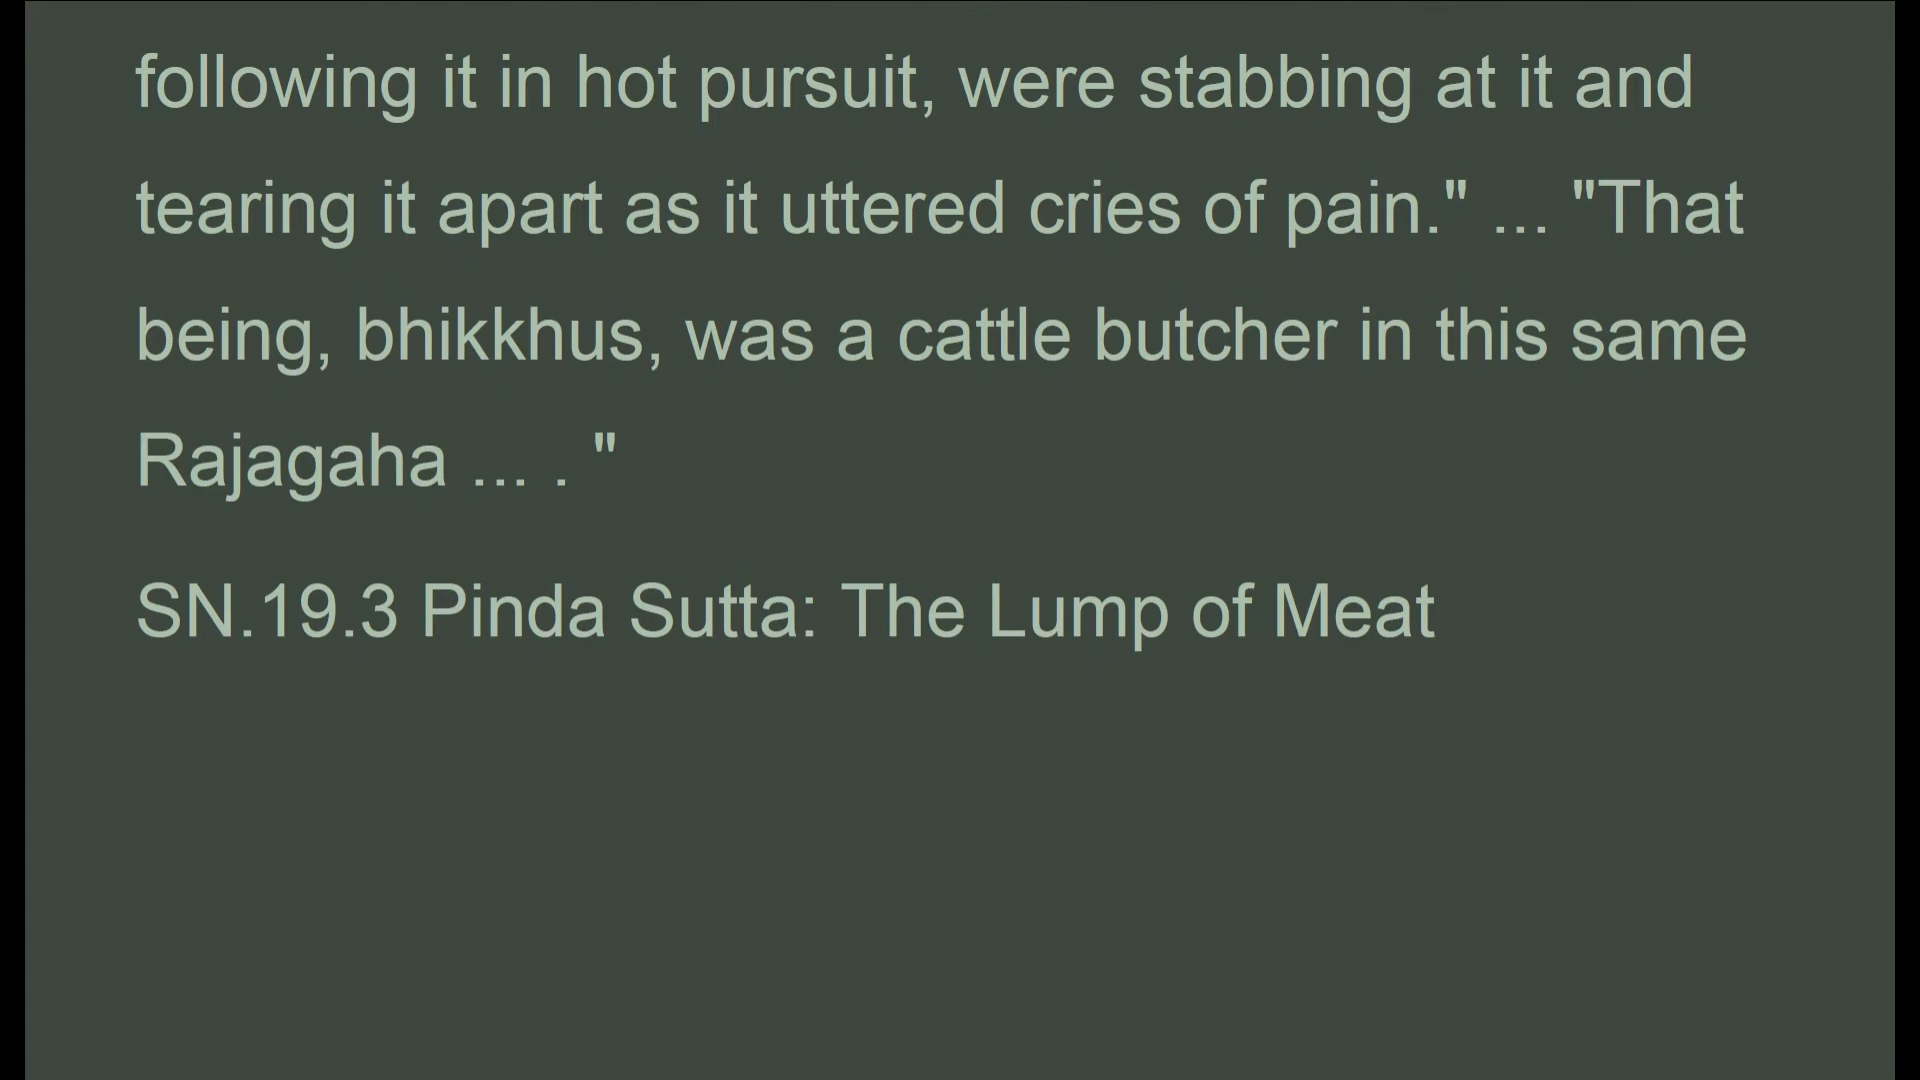 following it in hot pursuit, were stabbing at it and
tearing it apart as it uttered cries of pain." ... "That
being, bhikkhus, was a cattle butcher in this same
Rajagaha ... . "
SN.19.3 Pinda Sutta: The Lump of Meat